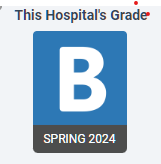 This Hospital's Grade
B
SPRING 2024